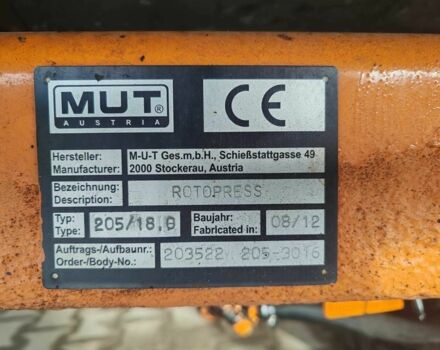 MUT®
AUSTRIA
CE
Hersteller: M-U-T Ges.m.b.H., Schießstattgasse 49
Manufacturer: 2000 Stockerau, Austria
Bezeichnung:
Description: ROTOPRESS
Typ: Baujahr:
Type: 205/18,0 Fabricated in: 08/12
Auftrags-/Aufbaunr.:
Order-/Body-No.: 203522 205-3016